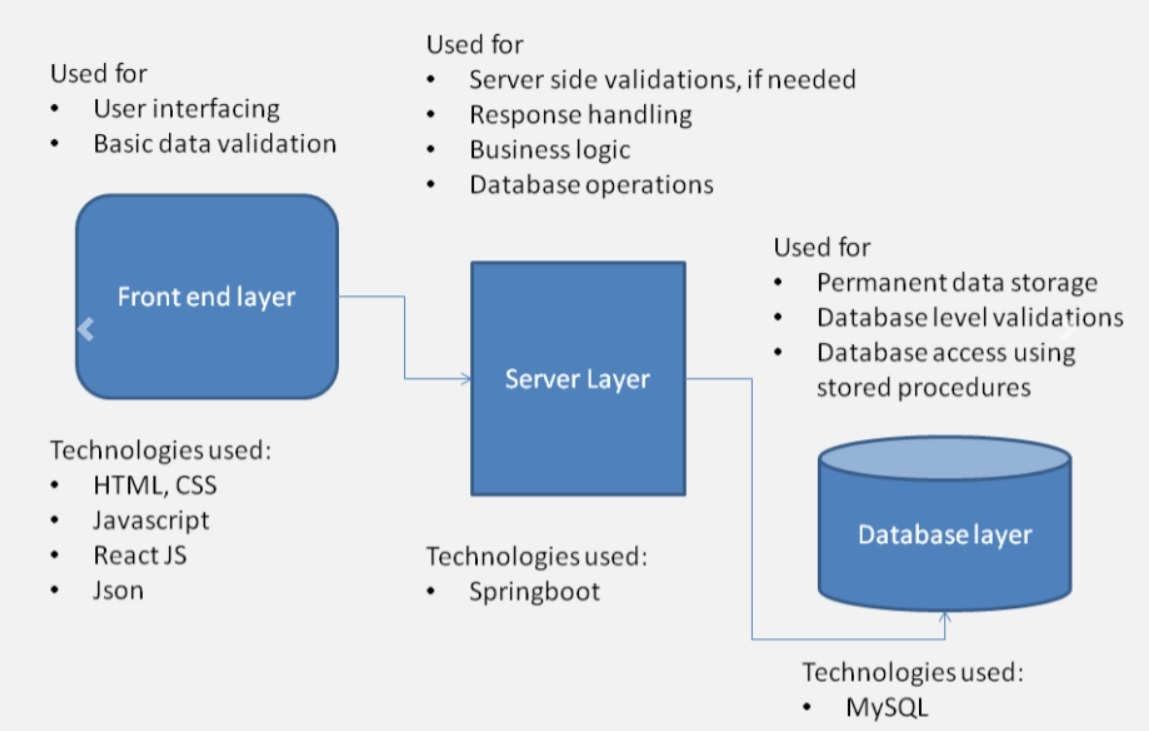 Used for
• User interfacing
• Basic data validation
Front end layer
Technologies used:
• HTML, CSS
• Javascript
• React JS
• Json
Used for
• Server side validations, if needed
• Response handling
• Business logic
• Database operations
Server Layer
Technologies used:
• Springboot
Used for
• Permanent data storage
• Database level validations
• Database access using
stored procedures
Database layer
Technologies used:
• MySQL